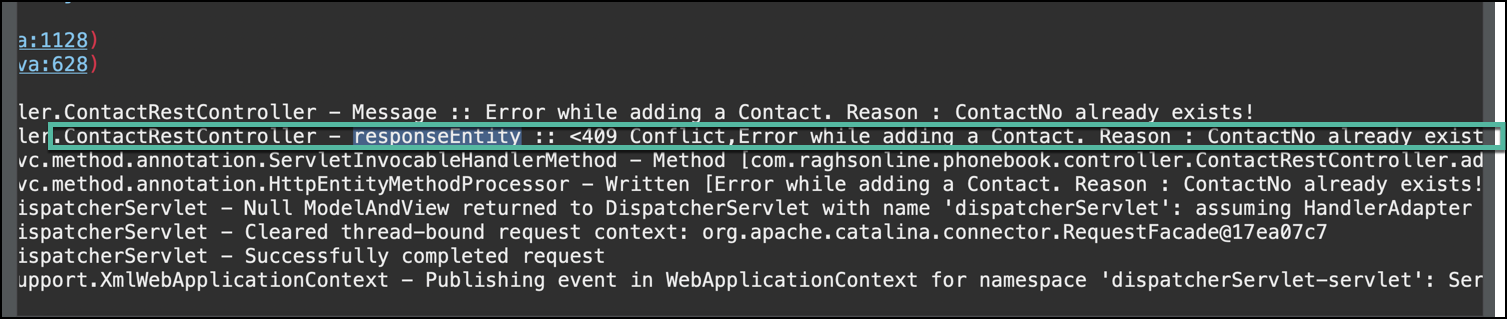 a:1128)
va:628)
ler.ContactRestController - Message :: Error while adding a Contact. Reason : ContactNo already exists!
ler.ContactRestController - responseEntity :: <409 Conflict,Error while adding a Contact. Reason : ContactNo already exist
vc.method.annotation.ServletInvocableHandlerMethod - Method [com.raghsonline.phonebook.controller.ContactRestController.ad
vc.method.annotation.HttpEntityMethodProcessor - Written [Error while adding a Contact. Reason : ContactNo already exists!
ispatcherServlet - Null ModelAndView returned to DispatcherServlet with name 'dispatcherServlet': assuming HandlerAdapter
ispatcherServlet - Cleared thread-bound request context: org.apache.catalina.connector.RequestFacade@17ea07c7
ispatcherServlet - Successfully completed request
upport.XmlWebApplicationContext - Publishing event in WebApplicationContext for namespace 'dispatcherServlet-servlet': Ser